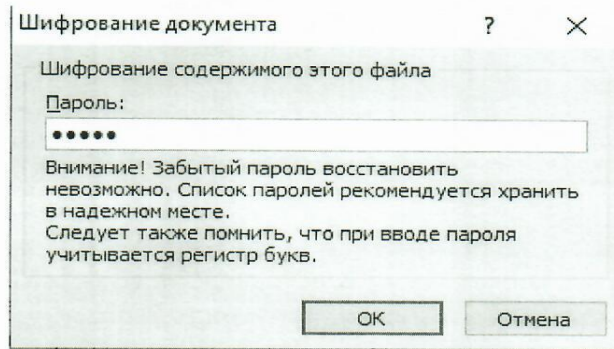 Шифрование документа ? ×
Шифрование содержимого этого файла
Пароль:
•••••
Внимание! Забытый пароль восстановить
невозможно. Список паролей рекомендуется хранить
в надежном месте.
Следует также помнить, что при вводе пароля
учитывается регистр букв.
ОК Отмена